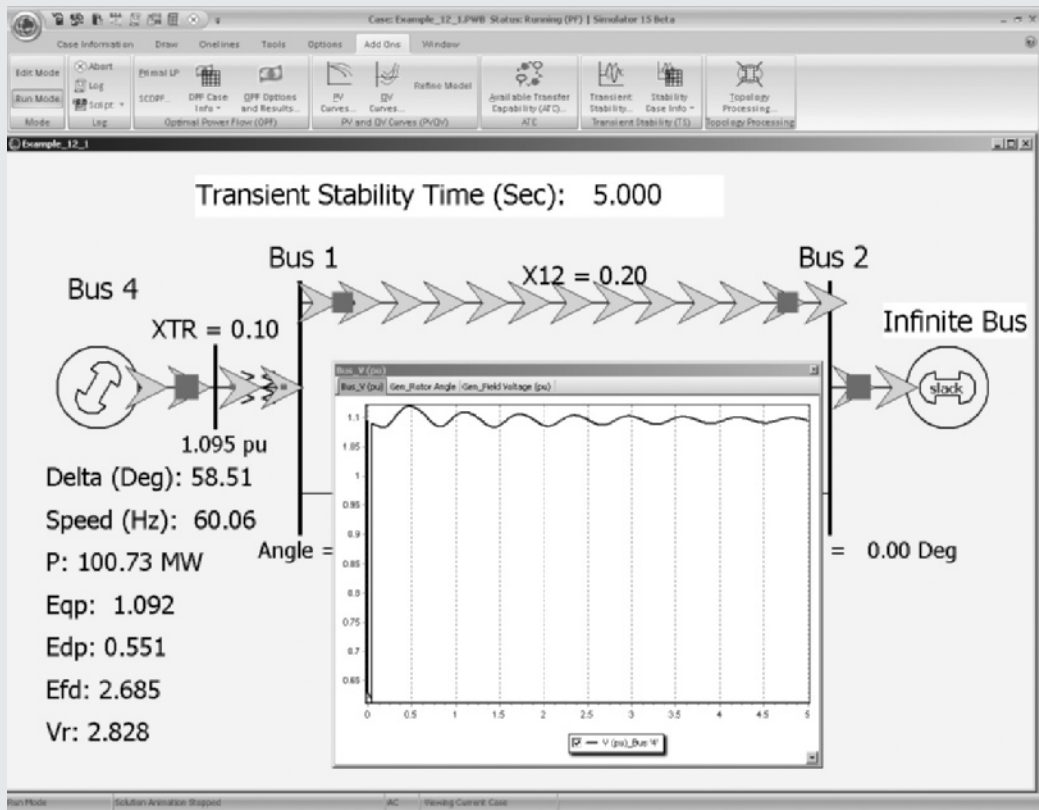 Case: Example_12_1.PWB Status: Running (PF) | Simulator 15 Beta
Case Information Draw Onelines Tools Options Add Ons Window
Edit Mode
Run Mode
Mode
Abort
Log
Script
Log
Primal LP
SCOPF...
OPF Case Info
OPF Options and Results...
Optimal Power Flow (OPF)
PV Curves...
QV Curves...
Refine Model
PV and QV Curves (PVQV)
Available Transfer Capability (ATC)...
ATC
Transient Stability...
Stability Case Info
Transient Stability (TS)
Topology Processing...
Topology Processing
Example_12_1
Transient Stability Time (Sec): 5.000
Bus 1
X12 = 0.20
Bus 2
Bus 4
XTR = 0.10
Infinite Bus
slack
1.095 pu
Delta (Deg): 58.51
Speed (Hz): 60.06
P: 100.73 MW
Eqp: 1.092
Edp: 0.551
Efd: 2.685
Vr: 2.828
Angle =
= 0.00 Deg
Bus_V (pu)
Bus_V (pu) Gen_Rotor Angle Gen_Field Voltage (pu)
1.1
1.05
1
0.95
0.9
0.85
0.8
0.75
0.7
0.65
0 0.5 1 1.5 2 2.5 3 3.5 4 4.5 5
V (pu)_Bus '4'
Run Mode Solution Animation Stopped AC Viewing Current Case